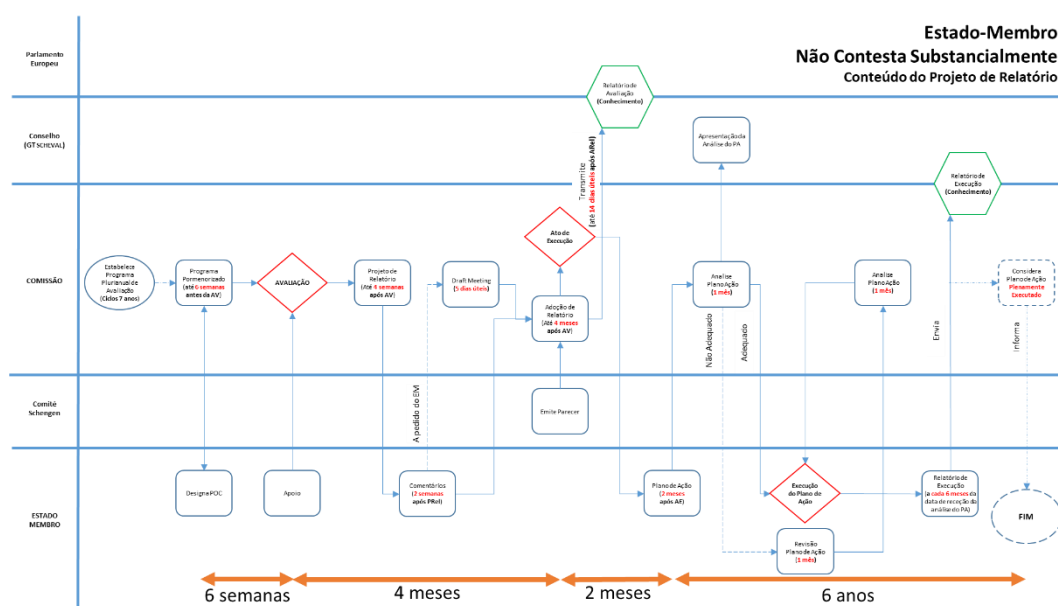 Estado-Membro
Não Contesta Substancialmente
Conteúdo do Projeto de Relatório
Parlamento
Europeu
Relatório de
Avaliação
(Conhecimento)
Conselho
(GT SCHEVAL)
Apresentação da
Análise do PA
Transmite
(até 14 dias úteis após ARel)
Relatório de
Execução
(Conhecimento)
COMISSÃO
Estabelece
Programa
Plurianual de
Avaliação
(Ciclos 7 anos)
Programa
Pormenorizado
(até 6 semanas
antes da AV)
AVALIAÇÃO
Projeto de
Relatório
(Até 4 semanas
após AV)
Draft Meeting
(5 dias úteis)
Ato de
Execução
Adoção de
Relatório
(Até 4 meses
após AV)
Analise
Plano Ação
(1 mês)
Analise
Plano Ação
(1 mês)
Considera
Plano de Ação
Plenamente
Executado
Não Adequado
Adequado
Envia
Informa
Comité
Schengen
A pedido do EM
Emite Parecer
ESTADO
MEMBRO
Designa POC
Apoio
Comentários
(2 semanas
após PRel)
Plano de Ação
(2 meses
após AE)
Execução
do Plano de
Ação
Revisão
Plano de Ação
(1 mês)
Relatório de
Execução
(a cada 6 meses da
data de receção da
análise do PA)
FIM
6 semanas
4 meses
2 meses
6 anos